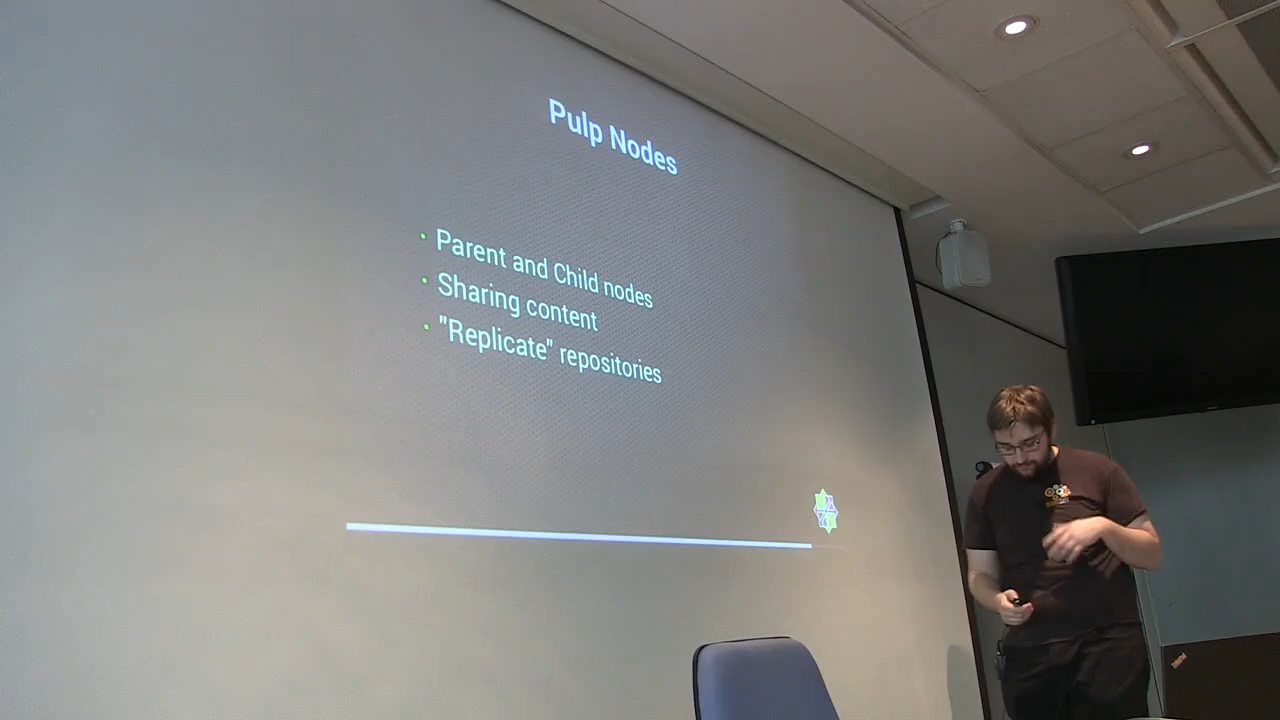 Pulp Nodes
Parent and Child nodes
Sharing content
"Replicate" repositories